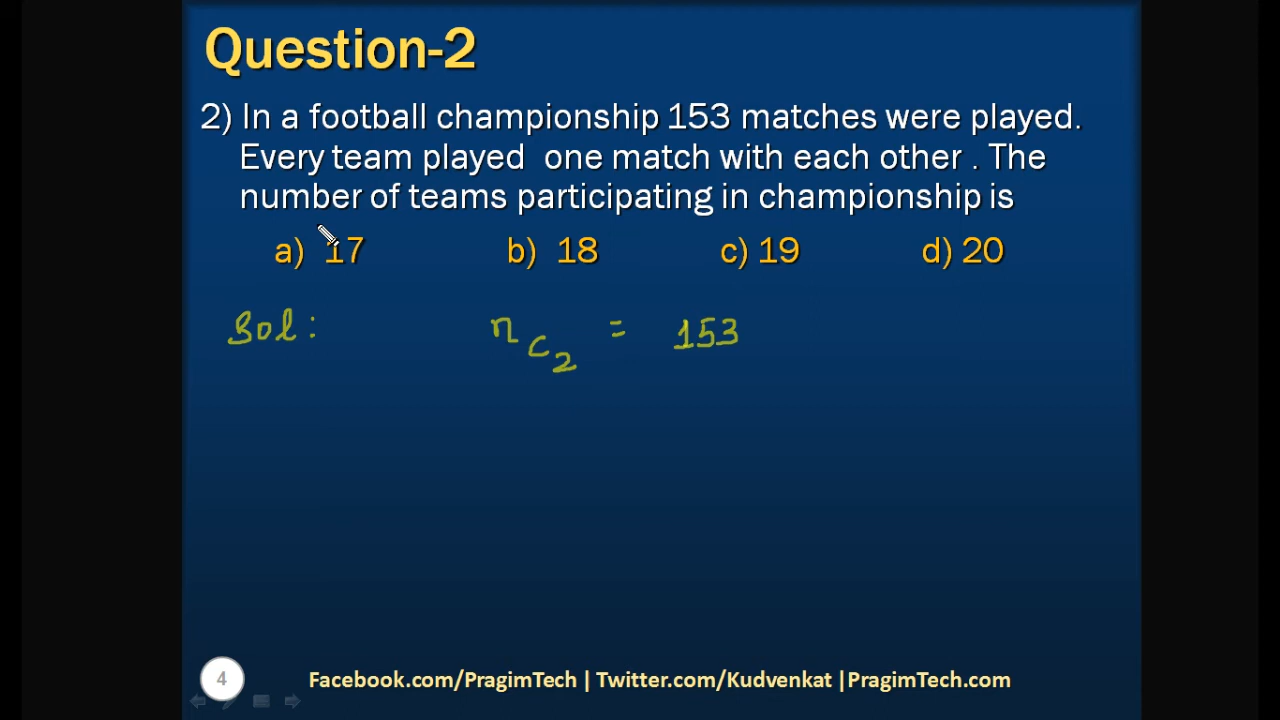 Question-2
2) In a football championship 153 matches were played.
Every team played one match with each other . The
number of teams participating in championship is
a) 17 b) 18 c) 19 d) 20
Sol: n C 2 = 153
4 Facebook.com/PragimTech | Twitter.com/Kudvenkat |PragimTech.com